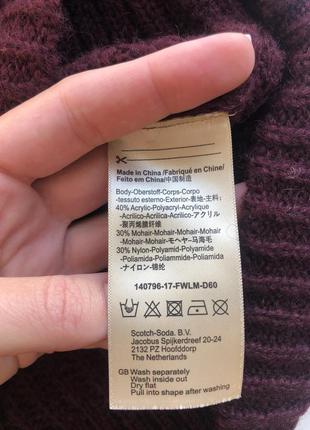 Made in China /Fabriqué en Chine/
Feito em China/中国制造
Body-Oberstoff-Corps-Corpo
-tessuto esterno-Exterior-表地-主料:
40% Acrylic-Polyacryl-Acrylique
-Acrilico-Acrilica-Acrílico-アクリル
-聚丙烯腈纤维
30% Mohair-Mohair-Mohair-Mohair
-Mohair-Mohair-モヘヤ-马海毛
30% Nylon-Polyamid-Polyamide
-Poliammida-Poliamida-Poliamida
-ナイロン-锦纶
140796-17-FWLM-D60
Scotch-Soda. B.V.
Jacobus Spijkerdreef 20-24
2132 PZ Hoofddorp
The Netherlands
GB Wash separately
Wash inside out
Dry flat
Pull into shape after washing